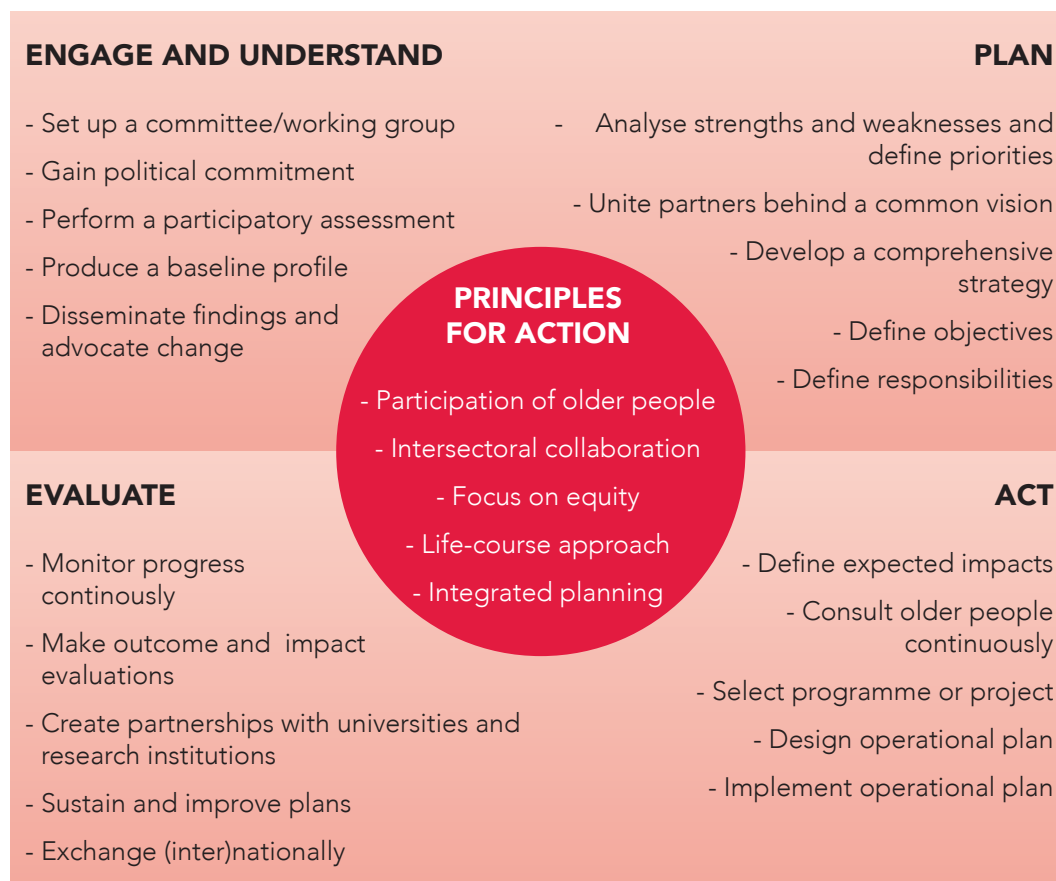 ENGAGE AND UNDERSTAND
- Set up a committee/working group
- Gain political commitment
- Perform a participatory assessment
- Produce a baseline profile
- Disseminate findings and
advocate change
PLAN
- Analyse strengths and weaknesses and
define priorities
- Unite partners behind a common vision
- Develop a comprehensive
strategy
- Define objectives
- Define responsibilities
PRINCIPLES
FOR ACTION
- Participation of older people
- Intersectoral collaboration
- Focus on equity
- Life-course approach
- Integrated planning
EVALUATE
- Monitor progress
continously
- Make outcome and impact
evaluations
- Create partnerships with universities and
research institutions
- Sustain and improve plans
- Exchange (inter)nationally
ACT
- Define expected impacts
- Consult older people
continuously
- Select programme or project
- Design operational plan
- Implement operational plan